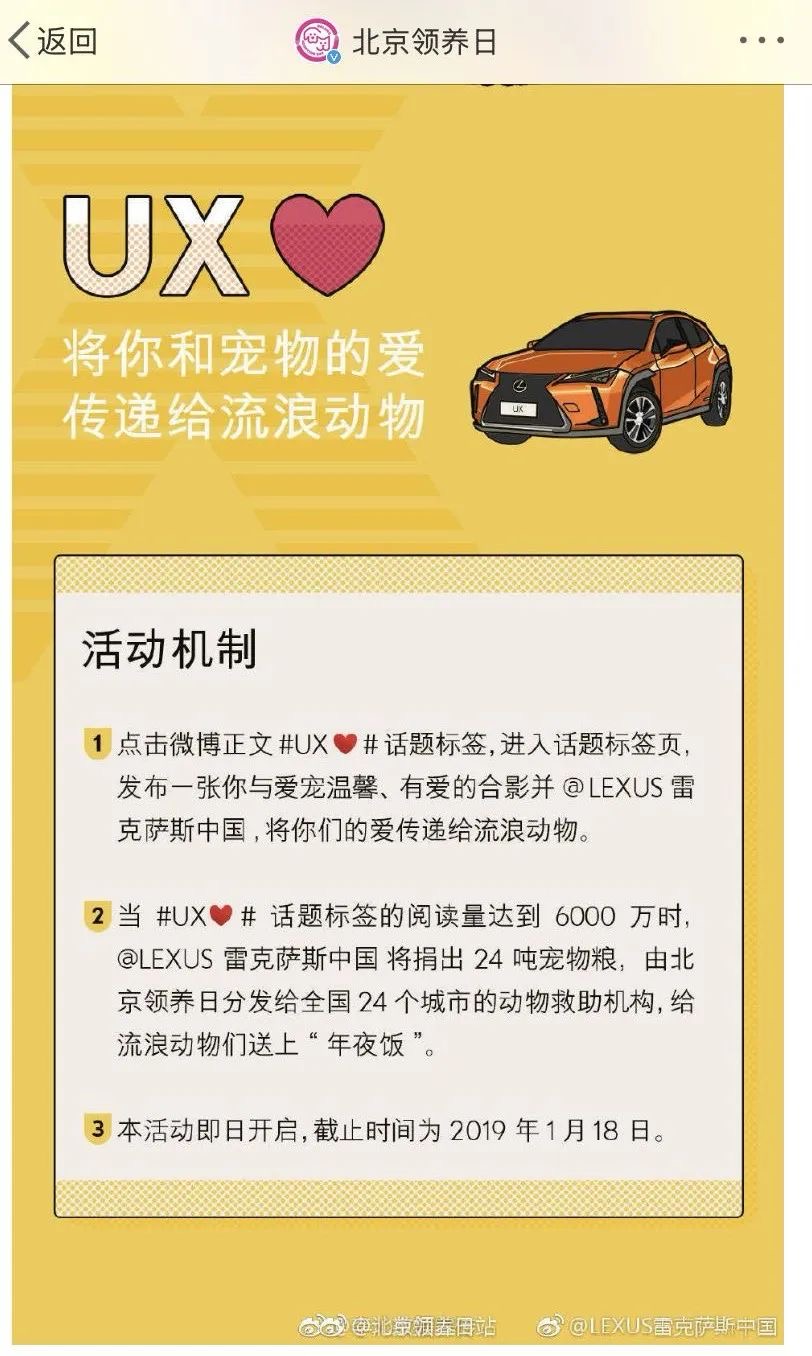 返回
北京领养日
UX
将你和宠物的爱
传递给流浪动物
UX
活动机制
1 点击微博正文 #UX❤️# 话题标签,进入话题标签页,
发布一张你与爱宠温馨、有爱的合影并 @LEXUS 雷
克萨斯中国,将你们的爱传递给流浪动物。
2 当 #UX❤️# 话题标签的阅读量达到 6000 万时,
@LEXUS 雷克萨斯中国 将捐出 24 吨宠物粮, 由北
京领养日分发给全国 24 个城市的动物救助机构,给
流浪动物们送上 “ 年夜饭 ”。
3 本活动即日开启,截止时间为 2019 年 1 月 18 日。
@LEXUS雷克萨斯中国